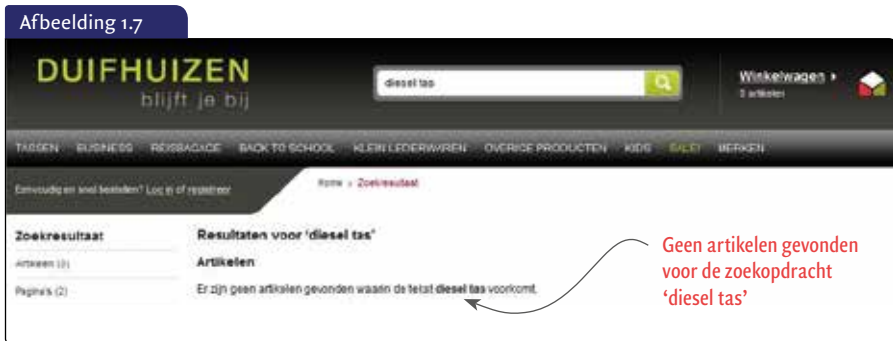 Afbeelding 1.7
DUIFHUIZEN
blijft je bij
diesel tas
Winkelwagen
0 artikelen
TASSEN BUSINESS REISBAGAGE BACK TO SCHOOL KLEIN LEDERWAREN OVERIGE PRODUCTEN KIDS SALE! MERKEN
Eenvoudig en snel bestellen? Log in of registreer
Home > Zoekresultaat
Zoekresultaat
Artikelen (0)
Pagina's (2)
Resultaten voor 'diesel tas'
Artikelen
Er zijn geen artikelen gevonden waarin de tekst diesel tas voorkomt.
Geen artikelen gevonden
voor de zoekopdracht
‘diesel tas’